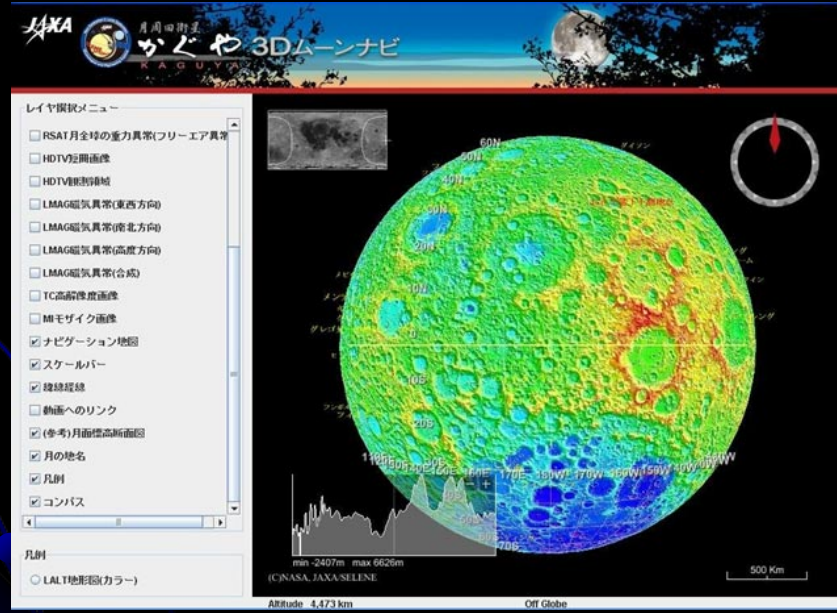 JAXA
月周回衛星
かぐや 3Dムーンナビ
KAGUYA
レイヤ選択メニュー
RSAT月全球の重力異常(フリーエア異常
HDTV短冊画像
HDTV観測領域
LMAG磁気異常(東西方向)
LMAG磁気異常(南北方向)
LMAG磁気異常(高度方向)
LMAG磁気異常(合成)
TC高解像度画像
MIモザイク画像
ナビゲーション地図
スケールバー
緯線経線
動画へのリンク
(参考)月面標高断面図
月の地名
凡例
コンパス
凡例
LALT地形図(カラー)
60N
50N
40N
30N
20N
10N
0
10S
20S
110E
170E
180W
170W
160W
150W
140W
70S
min -2407m max 6626m
(C)NASA, JAXA/SELENE
500 Km
Altitude 4,473 km
Off Globe